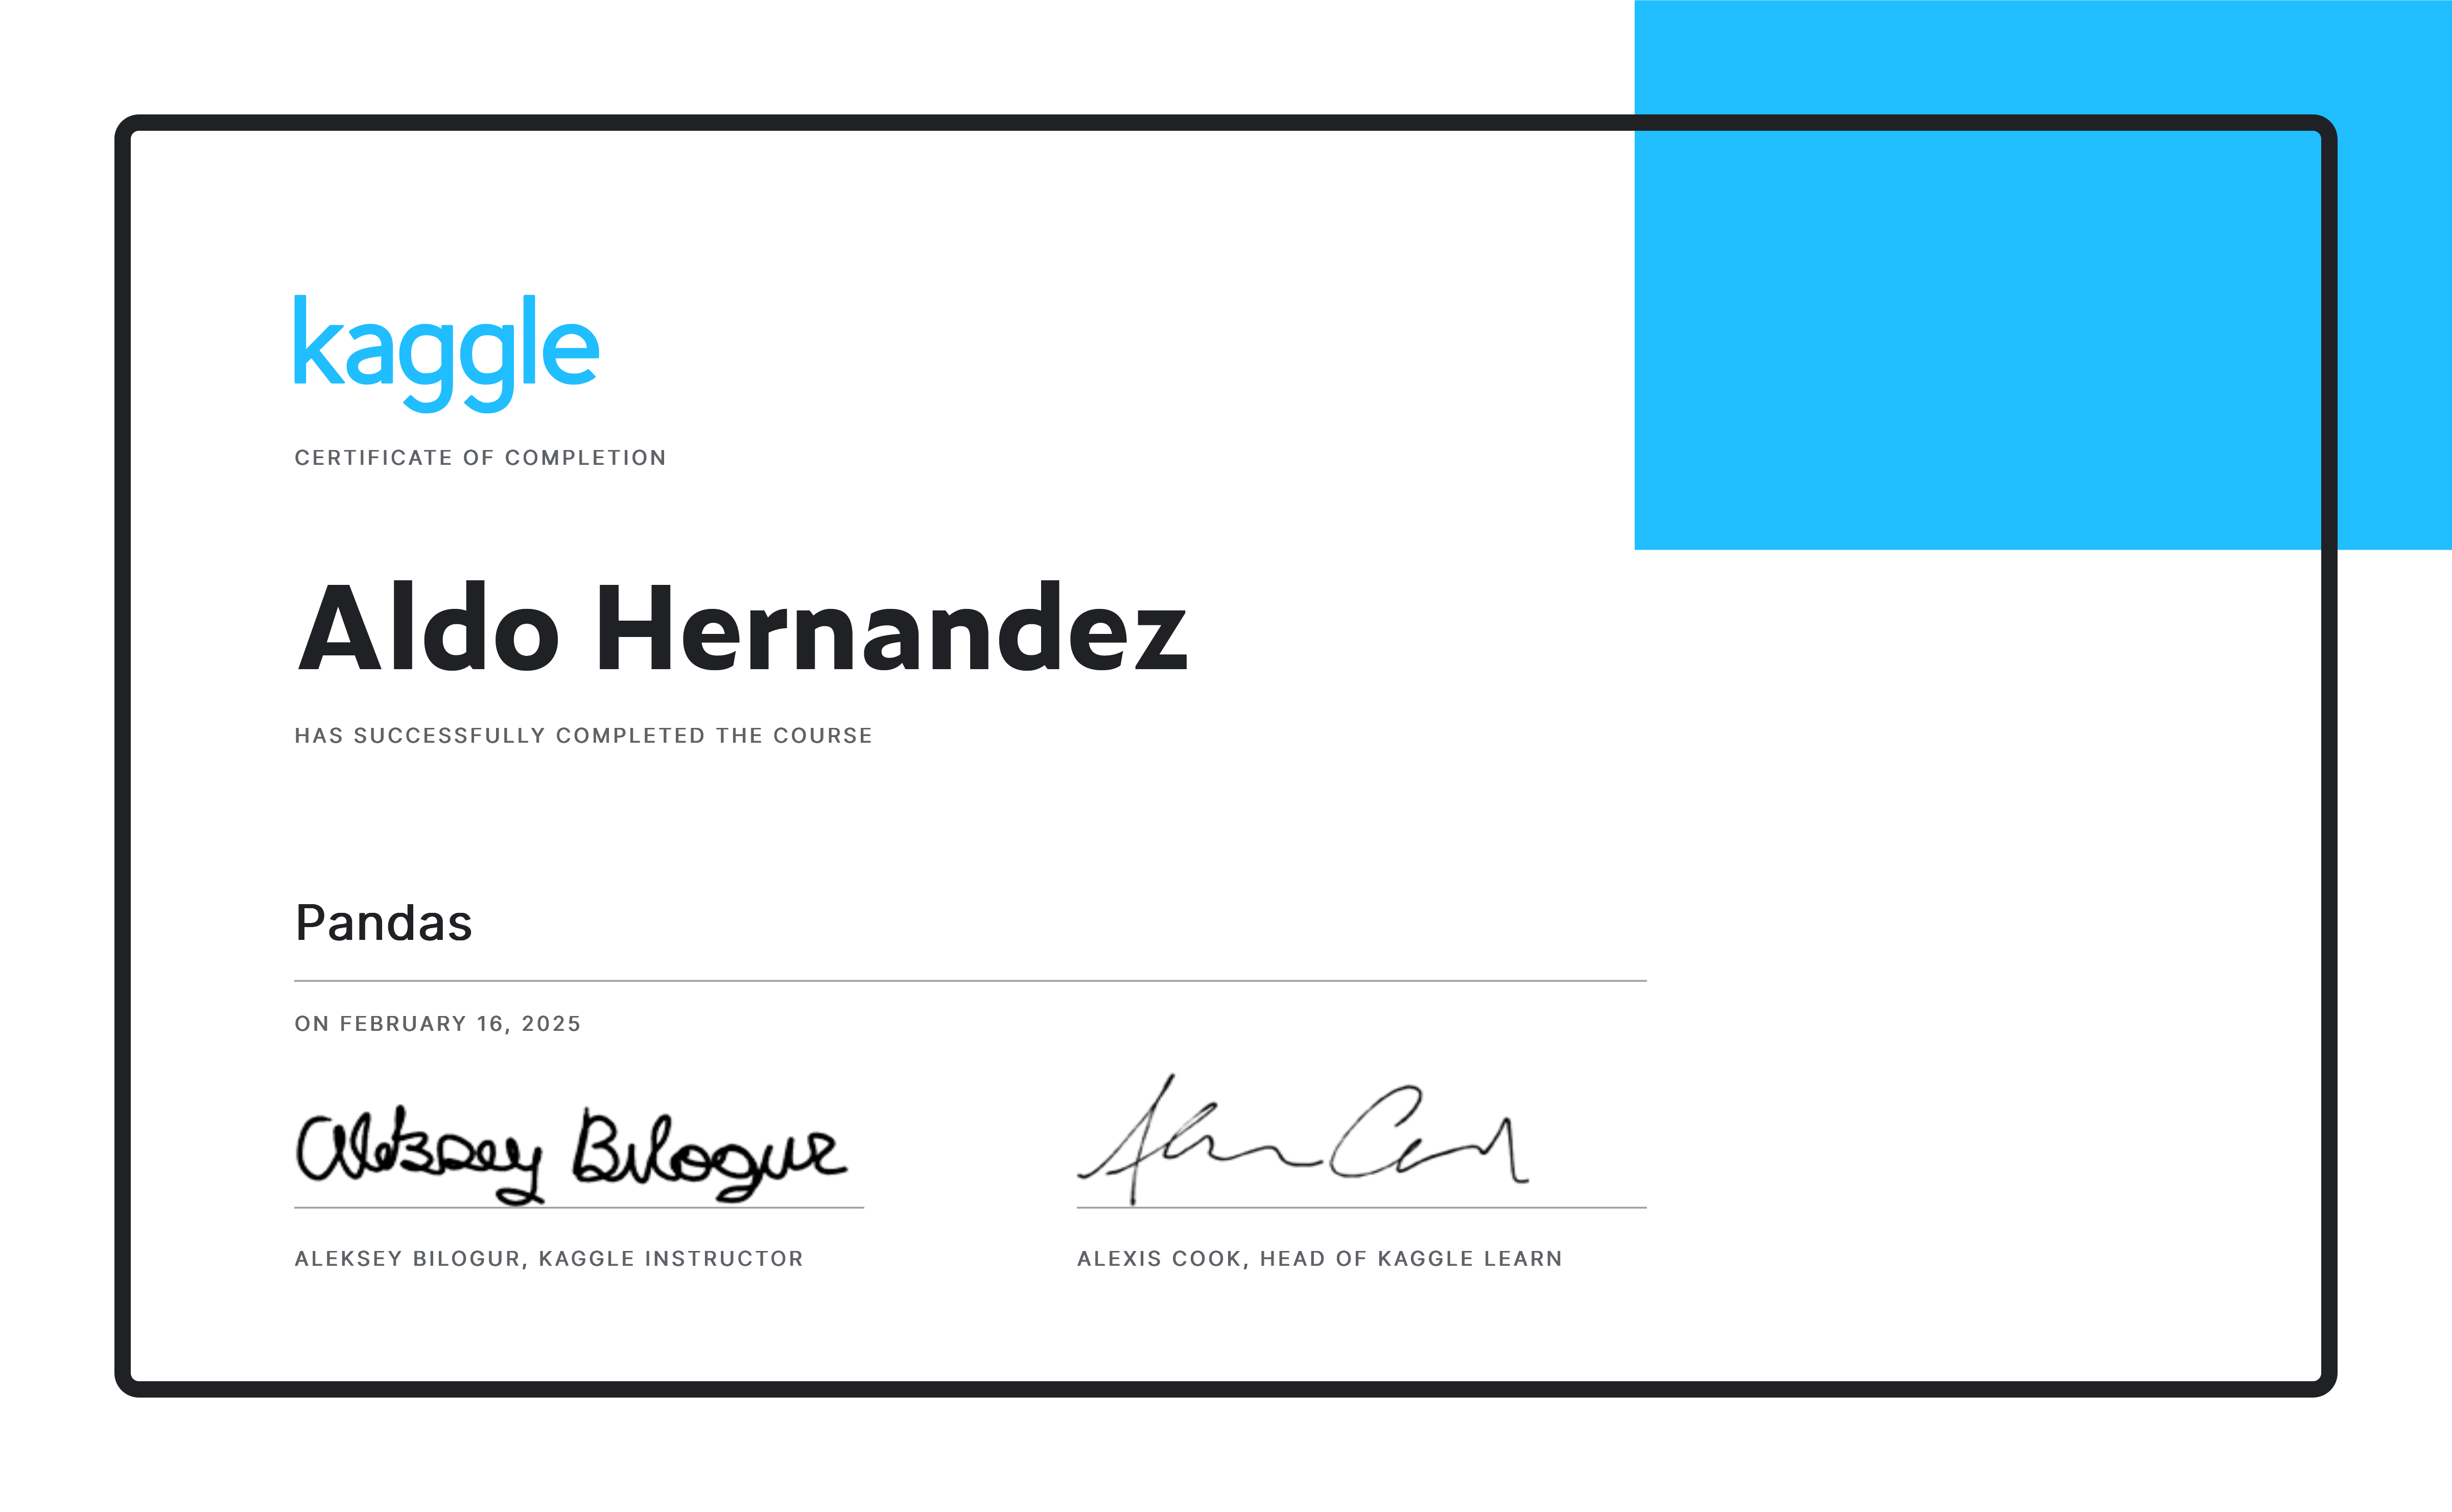 kaggle
CERTIFICATE OF COMPLETION
Aldo Hernandez
HAS SUCCESSFULLY COMPLETED THE COURSE
Pandas
ON FEBRUARY 16, 2025
Aleksey Bilogur
ALEKSEY BILOGUR, KAGGLE INSTRUCTOR
ALEXIS COOK, HEAD OF KAGGLE LEARN